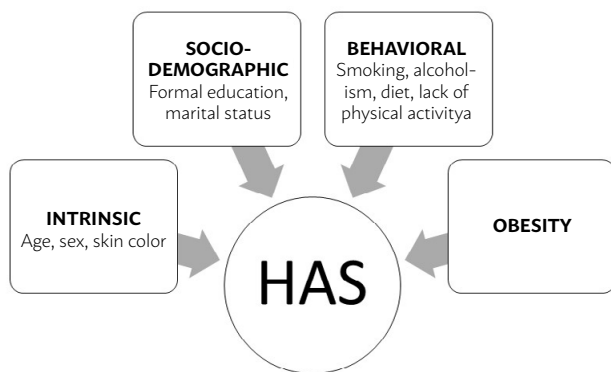 SOCIO-
DEMOGRAPHIC
Formal education,
marital status
BEHAVIORAL
Smoking, alcohol-
ism, diet, lack of
physical activitya
INTRINSIC
Age, sex, skin color
OBESITY
HAS